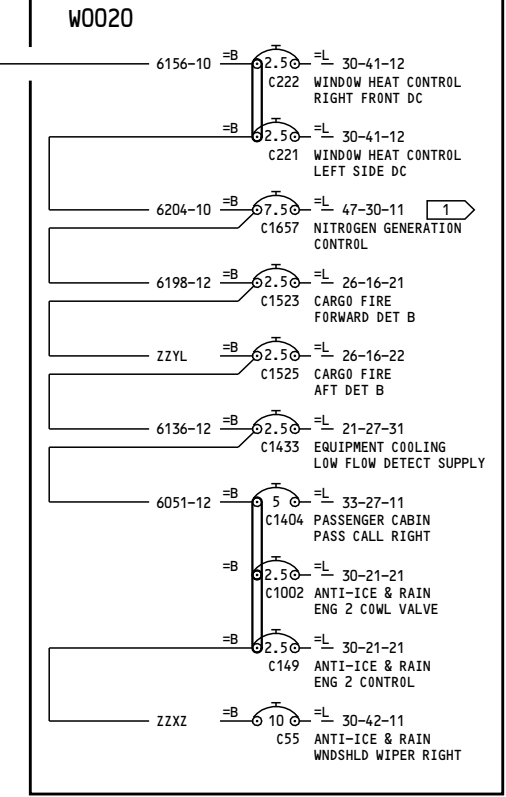 W0020
6156-10 =B 2.5 =L 30-41-12
C222 WINDOW HEAT CONTROL
RIGHT FRONT DC
=B 2.5 =L 30-41-12
C221 WINDOW HEAT CONTROL
LEFT SIDE DC
6204-10 =B 7.5 =L 47-30-11 1
C1657 NITROGEN GENERATION
CONTROL
6198-12 =B 2.5 =L 26-16-21
C1523 CARGO FIRE
FORWARD DET B
ZZYL =B 2.5 =L 26-16-22
C1525 CARGO FIRE
AFT DET B
6136-12 =B 2.5 =L 21-27-31
C1433 EQUIPMENT COOLING
LOW FLOW DETECT SUPPLY
6051-12 =B 5 =L 33-27-11
C1404 PASSENGER CABIN
PASS CALL RIGHT
=B 2.5 =L 30-21-21
C1002 ANTI-ICE & RAIN
ENG 2 COWL VALVE
=B 2.5 =L 30-21-21
C149 ANTI-ICE & RAIN
ENG 2 CONTROL
ZZXZ =B 10 =L 30-42-11
C55 ANTI-ICE & RAIN
WNDSHLD WIPER RIGHT